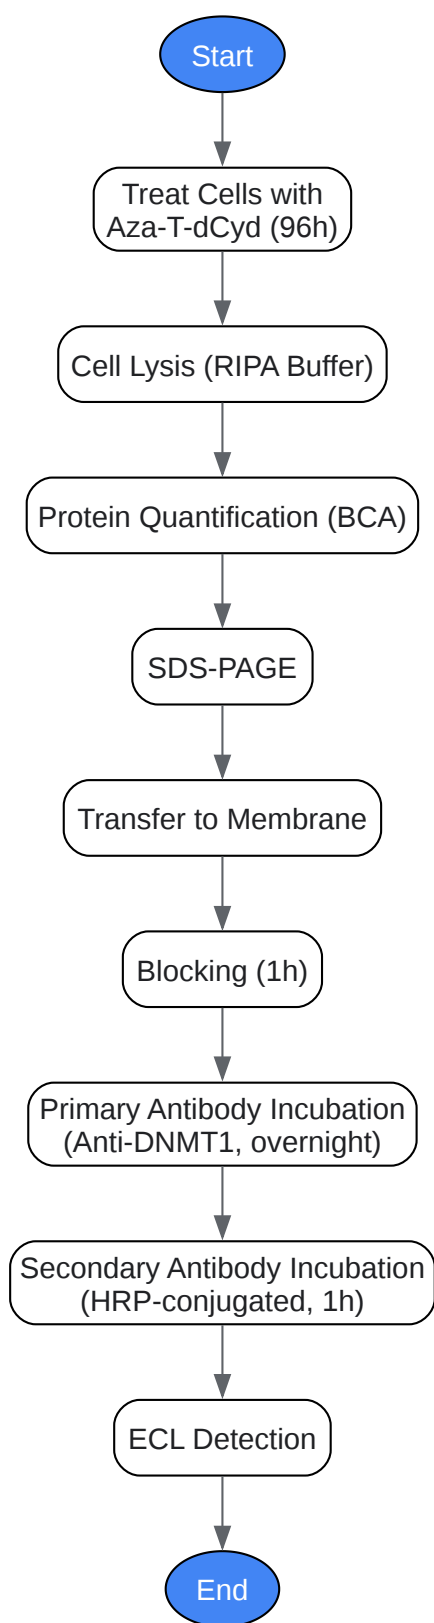 Start
Treat Cells with
Aza-T-dCyd (96h)
Cell Lysis (RIPA Buffer)
Protein Quantification (BCA)
SDS-PAGE
Transfer to Membrane
Blocking (1h)
Primary Antibody Incubation
(Anti-DNMT1, overnight)
Secondary Antibody Incubation
(HRP-conjugated, 1h)
ECL Detection
End